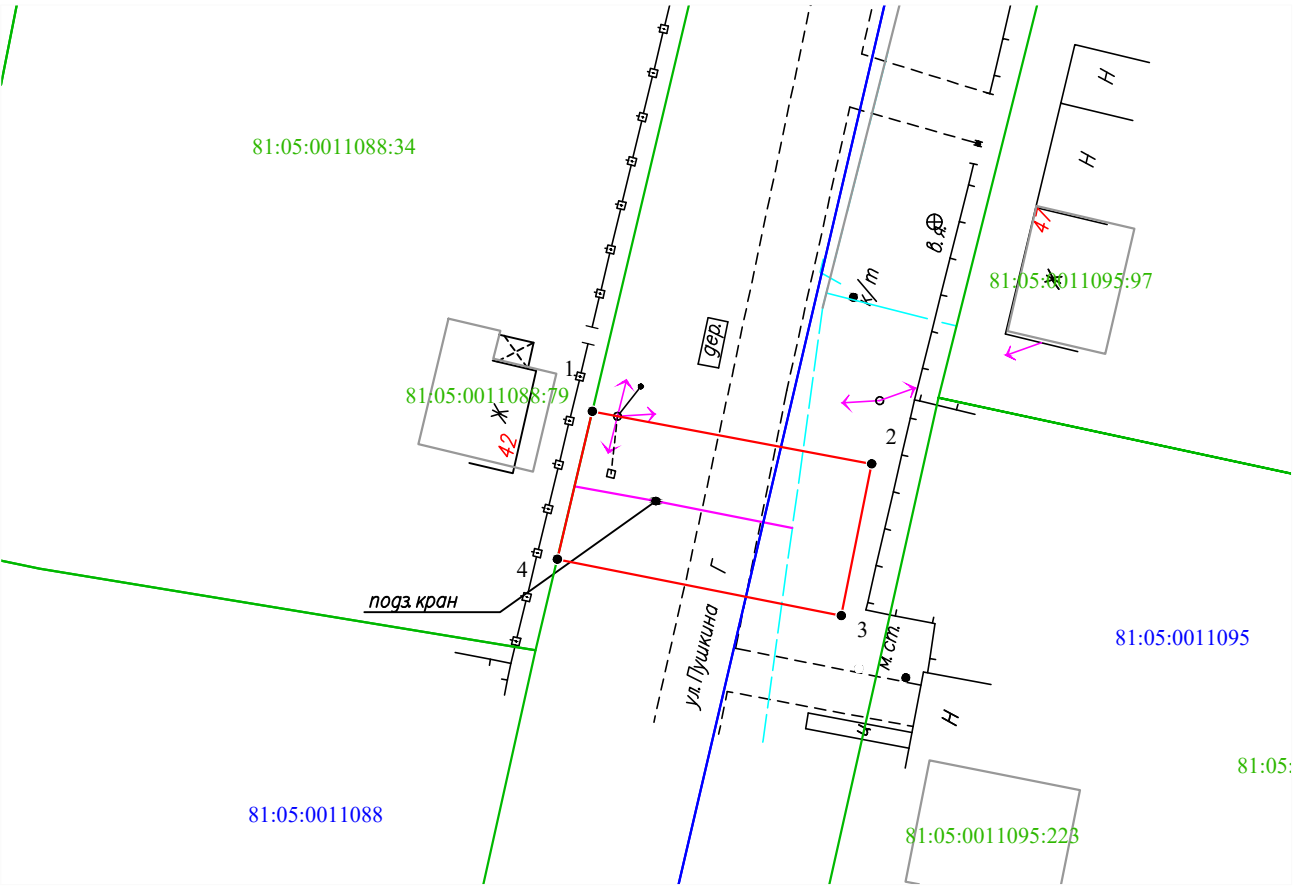 Н
81:05:0011088:34
Н
47
в.я.
81:05:0011095:97
Ж
к/т
дер.
1
81:05:0011088:79
Ж
42
2
Г
4
подз. кран
3
ул. Пушкина
м. ст.
81:05:0011095
Н
ц
81:05:
81:05:0011088
81:05:0011095:223